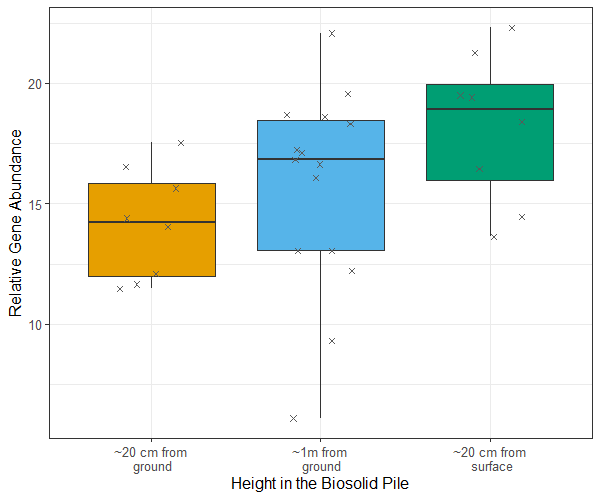 Relative Gene Abundance
20
15
10
~20 cm from
ground
~1m from
ground
~20 cm from
surface
Height in the Biosolid Pile